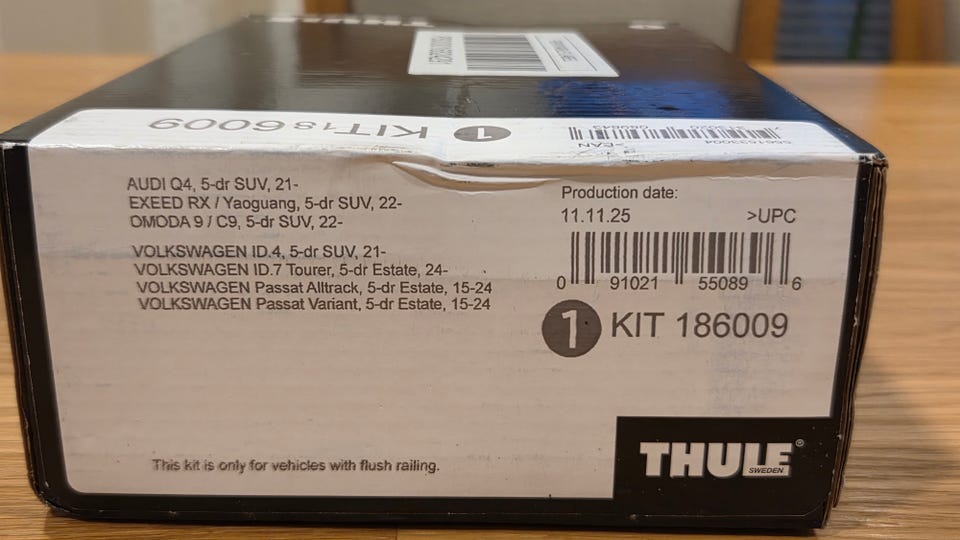 KIT 186009
1
>EAN
AUDI Q4, 5-dr SUV, 21-
EXEED RX / Yaoguang, 5-dr SUV, 22-
OMODA 9 / C9, 5-dr SUV, 22-
VOLKSWAGEN ID.4, 5-dr SUV, 21-
VOLKSWAGEN ID.7 Tourer, 5-dr Estate, 24-
VOLKSWAGEN Passat Alltrack, 5-dr Estate, 15-24
VOLKSWAGEN Passat Variant, 5-dr Estate, 15-24
Production date:
11.11.25 >UPC
0 91021 55089 6
1 KIT 186009
This kit is only for vehicles with flush railing.
THULE®
SWEDEN